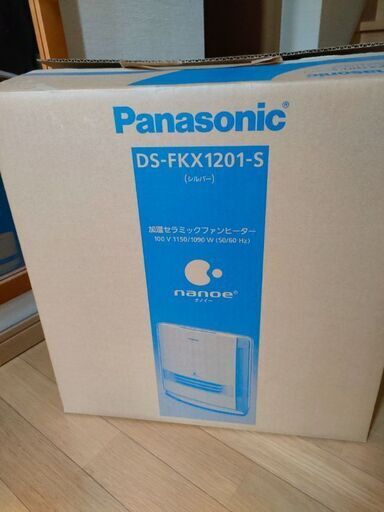 Panasonic®
DS-FKX1201-S
(シルバー)
加湿セラミックファンヒーター
100 V 1150/1090 W (50/60 Hz)
nanoe®
ナノイー